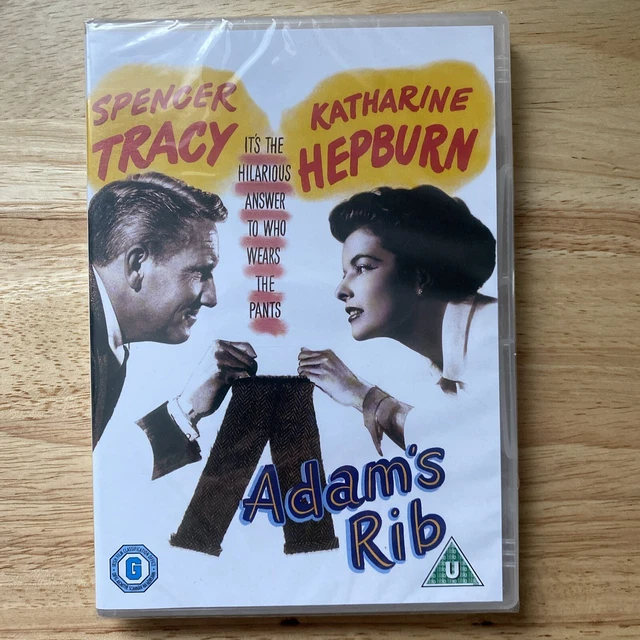 SPENCER
TRACY
KATHARINE
HEPBURN
IT'S THE
HILARIOUS
ANSWER
TO WHO
WEARS
THE
PANTS
Adam's
Rib
G
U